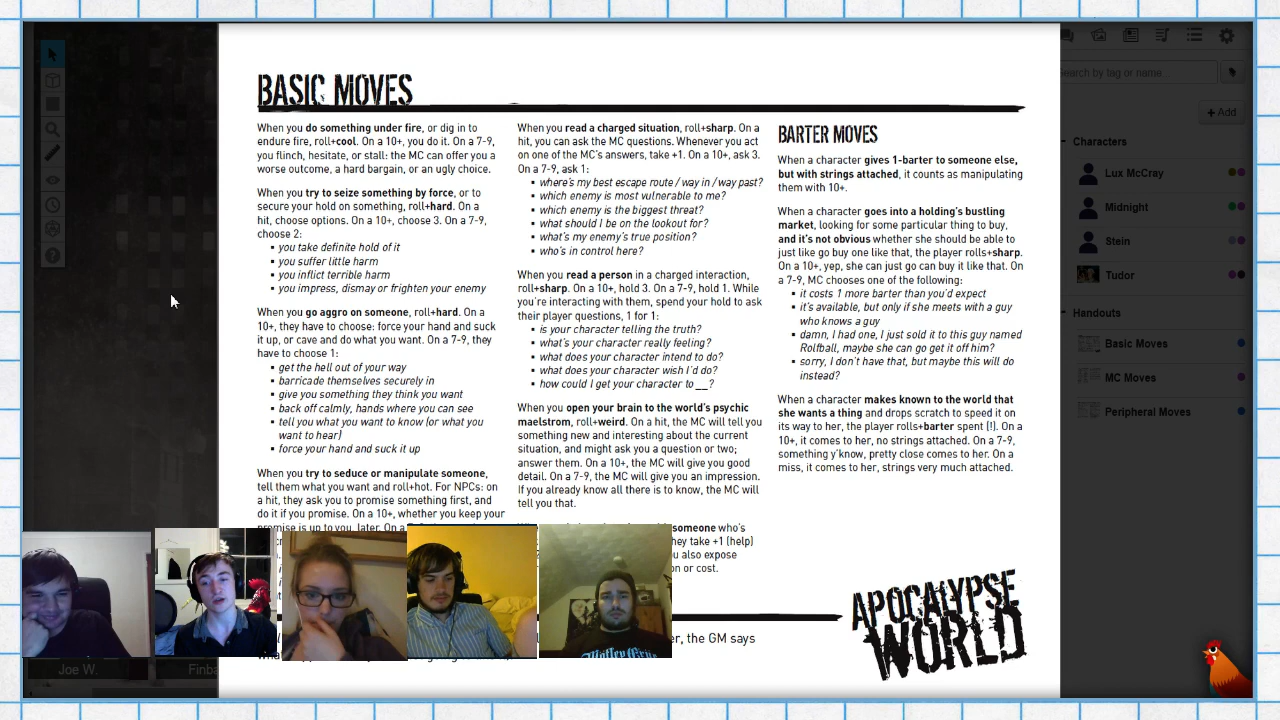 BASIC MOVES
When you do something under fire, or dig in to
endure fire, roll+cool. On a 10+, you do it. On a 7-9,
you flinch, hesitate, or stall: the MC can offer you a
worse outcome, a hard bargain, or an ugly choice.
When you try to seize something by force, or to
secure your hold on something, roll+hard. On a
hit, choose options. On a 10+, choose 3. On a 7-9,
choose 2:
▪ you take definite hold of it
▪ you suffer little harm
▪ you inflict terrible harm
▪ you impress, dismay or frighten your enemy
When you go aggro on someone, roll+hard. On a
10+, they have to choose: force your hand and suck
it up, or cave and do what you want. On a 7-9, they
have to choose 1:
▪ get the hell out of your way
▪ barricade themselves securely in
▪ give you something they think you want
▪ back off calmly, hands where you can see
▪ tell you what you want to know (or what you
want to hear)
▪ force your hand and suck it up
When you try to seduce or manipulate someone,
tell them what you want and roll+hot. For NPCs: on
a hit, they ask you to promise something first, and
do it if you promise. On a 10+, whether you keep your
promise is up to you, later. On a 7
When you read a charged situation, roll+sharp. On a
hit, you can ask the MC questions. Whenever you act
on one of the MC's answers, take +1. On a 10+, ask 3.
On a 7-9, ask 1:
▪ where's my best escape route / way in / way past?
▪ which enemy is most vulnerable to me?
▪ which enemy is the biggest threat?
▪ what should I be on the lookout for?
▪ what's my enemy's true position?
▪ who's in control here?
When you read a person in a charged interaction,
roll+sharp. On a 10+, hold 3. On a 7-9, hold 1. While
you're interacting with them, spend your hold to ask
their player questions, 1 for 1:
▪ is your character telling the truth?
▪ what's your character really feeling?
▪ what does your character intend to do?
▪ what does your character wish I'd do?
▪ how could I get your character to __?
When you open your brain to the world's psychic
maelstrom, roll+weird. On a hit, the MC will tell you
something new and interesting about the current
situation, and might ask you a question or two;
answer them. On a 10+, the MC will give you good
detail. On a 7-9, the MC will give you an impression.
If you already know all there is to know, the MC will
tell you that.
someone who's
they take +1 (help)
also expose
on or cost.
er, the GM says
BARTER MOVES
When a character gives 1-barter to someone else,
but with strings attached, it counts as manipulating
them with 10+.
When a character goes into a holding's bustling
market, looking for some particular thing to buy,
and it's not obvious whether she should be able to
just like go buy one like that, the player rolls+sharp.
On a 10+, yep, she can just go can buy it like that. On
a 7-9, MC chooses one of the following:
▪ it costs 1 more barter than you'd expect
▪ it's available, but only if she meets with a guy
who knows a guy
▪ damn, I had one, I just sold it to this guy named
Rolfball, maybe she can go get it off him?
▪ sorry, I don't have that, but maybe this will do
instead?
When a character makes known to the world that
she wants a thing and drops scratch to speed it on
its way to her, the player rolls+barter spent (!). On a
10+, it comes to her, no strings attached. On a 7-9,
something y'know, pretty close comes to her. On a
miss, it comes to her, strings very much attached.
APOCALYPSE
WORLD
Search by tag or name
+ Add
Characters
Lux McCray
Midnight
Stein
Tudor
Handouts
Basic Moves
MC Moves
Peripheral Moves
Joe W.
Finba